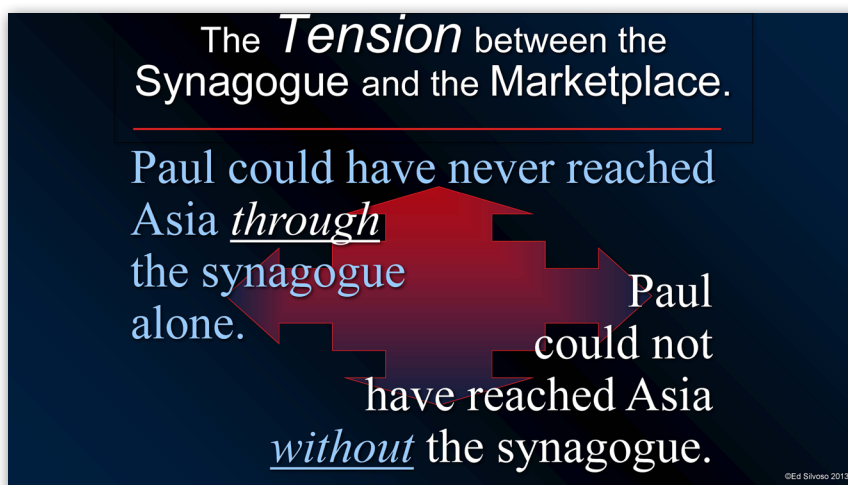 The Tension between the
Synagogue and the Marketplace.
Paul could have never reached
Asia through
the synagogue
alone.
Paul
could not
have reached Asia
without the synagogue.
©Ed Silvoso 2013